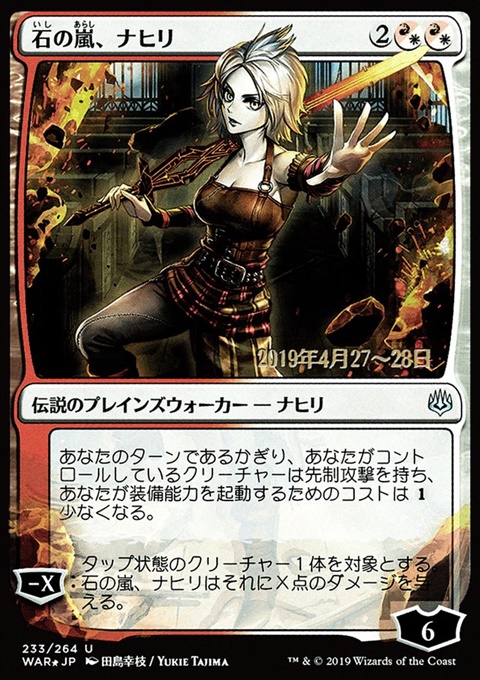 いし あらし
石の嵐、ナヒリ 2
2019年4月27~28日
伝説のプレインズウォーカー — ナヒリ
あなたのターンであるかぎり、あなたがコント
ロールしているクリーチャーは先制攻撃を持ち、
あなたが装備能力を起動するためのコストは 1
少なくなる。
タップ状態のクリーチャー1体を対象とする。
-X : 石の嵐、ナヒリはそれにX点のダメージを与
える。
6
233/264 U
WAR★JP 田島幸枝 / YUKIE TAJIMA
™ & © 2019 Wizards of the Coast